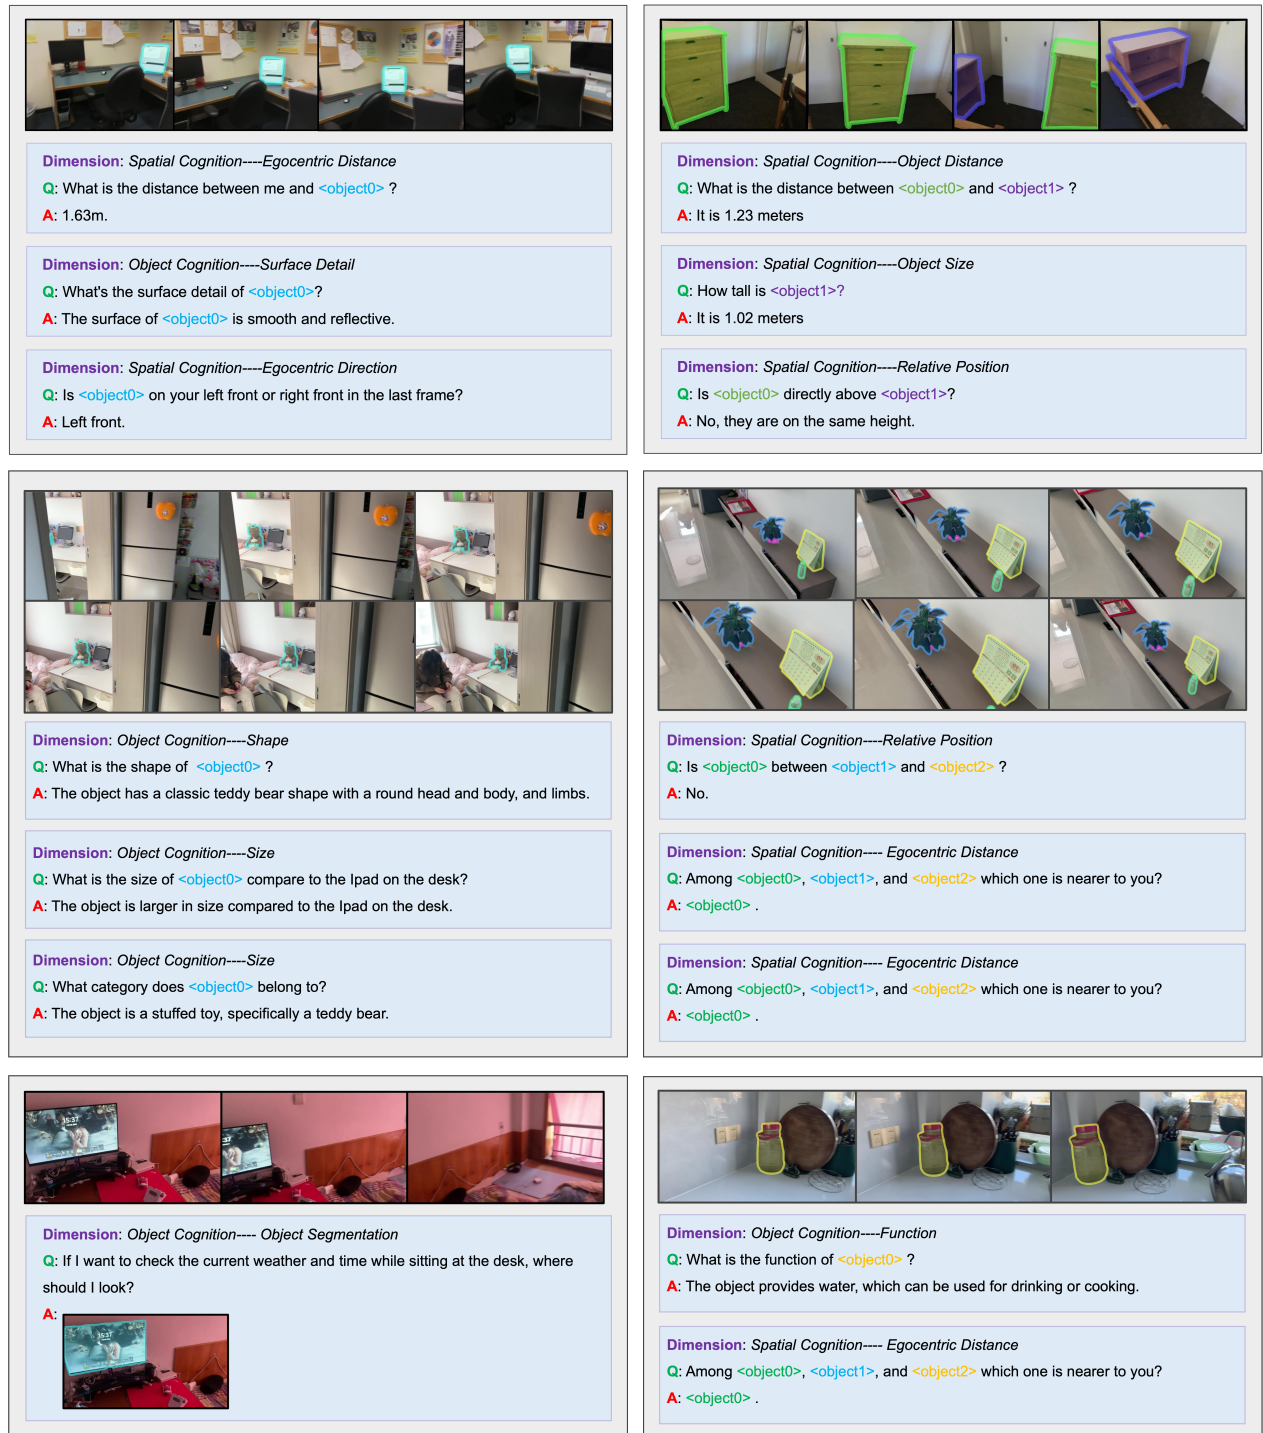 Dimension: Spatial Cognition----Egocentric Distance
Q: What is the distance between me and <object0> ?
A: 1.63m.
Dimension: Object Cognition----Surface Detail
Q: What's the surface detail of <object0>?
A: The surface of <object0> is smooth and reflective.
Dimension: Spatial Cognition----Egocentric Direction
Q: Is <object0> on your left front or right front in the last frame?
A: Left front.
Dimension: Spatial Cognition----Object Distance
Q: What is the distance between <object0> and <object1> ?
A: It is 1.23 meters
Dimension: Spatial Cognition----Object Size
Q: How tall is <object1>?
A: It is 1.02 meters
Dimension: Spatial Cognition----Relative Position
Q: Is <object0> directly above <object1>?
A: No, they are on the same height.
Dimension: Object Cognition----Shape
Q: What is the shape of <object0> ?
A: The object has a classic teddy bear shape with a round head and body, and limbs.
Dimension: Object Cognition----Size
Q: What is the size of <object0> compare to the Ipad on the desk?
A: The object is larger in size compared to the Ipad on the desk.
Dimension: Object Cognition----Size
Q: What category does <object0> belong to?
A: The object is a stuffed toy, specifically a teddy bear.
Dimension: Spatial Cognition----Relative Position
Q: Is <object0> between <object1> and <object2> ?
A: No.
Dimension: Spatial Cognition---- Egocentric Distance
Q: Among <object0>, <object1>, and <object2> which one is nearer to you?
A: <object0> .
Dimension: Spatial Cognition---- Egocentric Distance
Q: Among <object0>, <object1>, and <object2> which one is nearer to you?
A: <object0> .
15:37
Dimension: Object Cognition---- Object Segmentation
Q: If I want to check the current weather and time while sitting at the desk, where
should I look?
A:
15:37
Dimension: Object Cognition----Function
Q: What is the function of <object0> ?
A: The object provides water, which can be used for drinking or cooking.
Dimension: Spatial Cognition---- Egocentric Distance
Q: Among <object0>, <object1>, and <object2> which one is nearer to you?
A: <object0> .